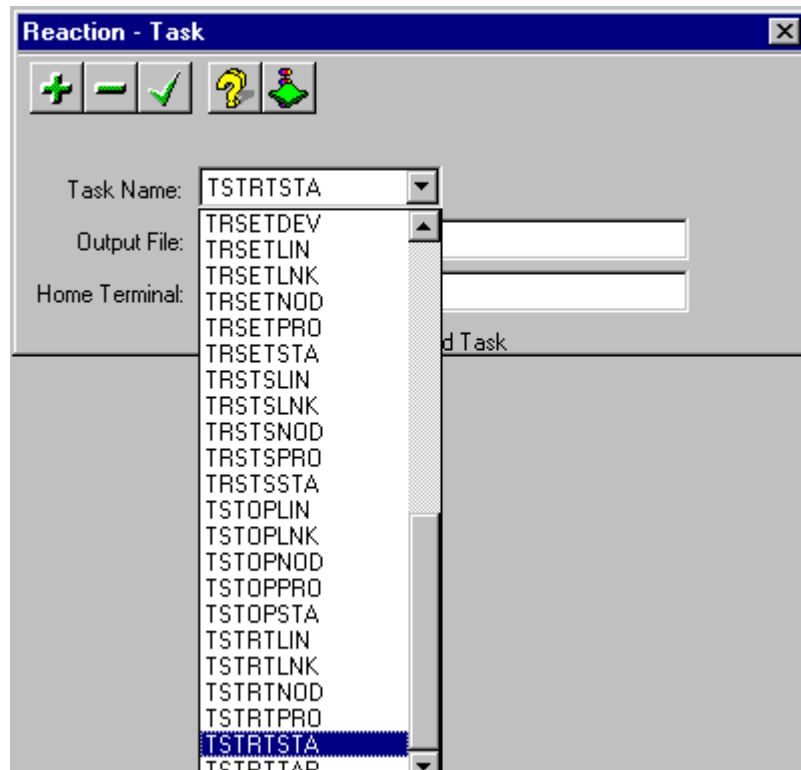 Reaction - Task
Task Name: TSTRTSTA
TRSETDEV
Output File:
TRSETLIN
TRSETLNK
Home Terminal:
TRSETNOD
TRSETPRO
d Task
TRSETSTA
TRSTSLIN
TRSTSLNK
TRSTSNOD
TRSTSPRO
TRSTSSTA
TSTOPLIN
TSTOPLNK
TSTOPNOD
TSTOPPRO
TSTOPSTA
TSTRTLIN
TSTRTLNK
TSTRTNOD
TSTRTPRO
TSTRTSTA